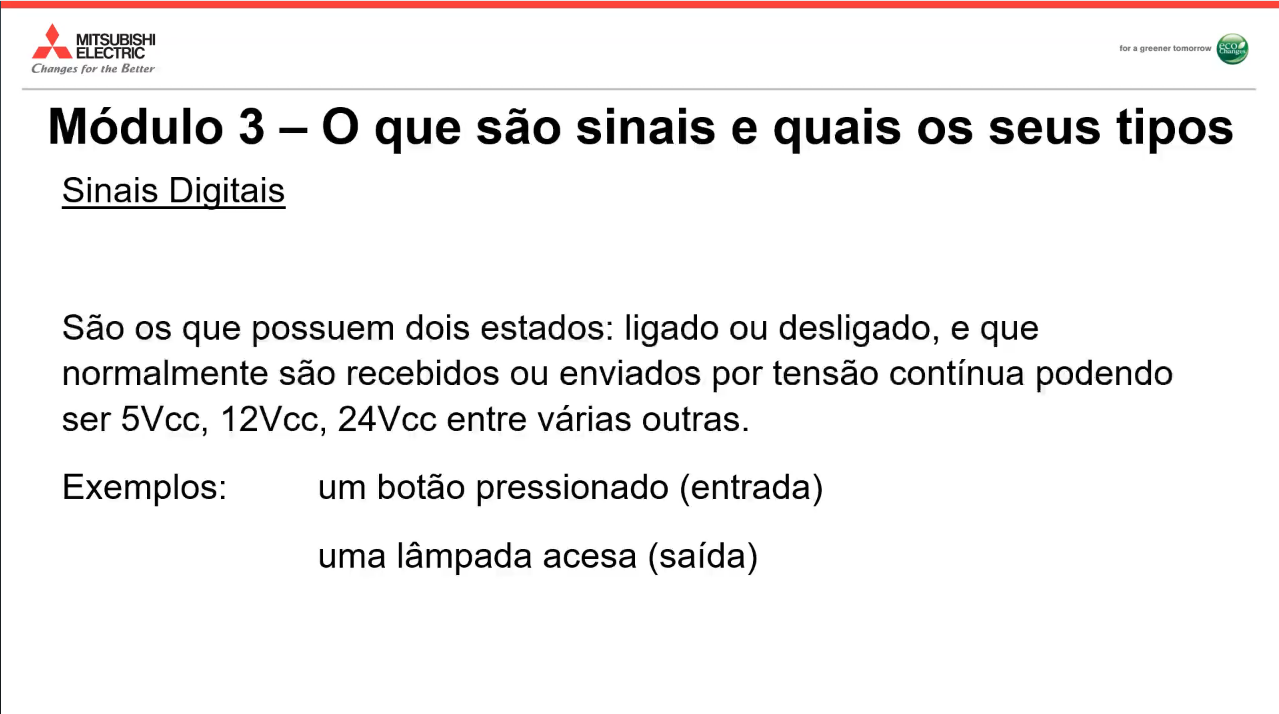 MITSUBISHI
ELECTRIC
Changes for the Better
for a greener tomorrow
eco
Changes
Módulo 3 – O que são sinais e quais os seus tipos
Sinais Digitais
São os que possuem dois estados: ligado ou desligado, e que
normalmente são recebidos ou enviados por tensão contínua podendo
ser 5Vcc, 12Vcc, 24Vcc entre várias outras.
Exemplos: um botão pressionado (entrada)
uma lâmpada acesa (saída)